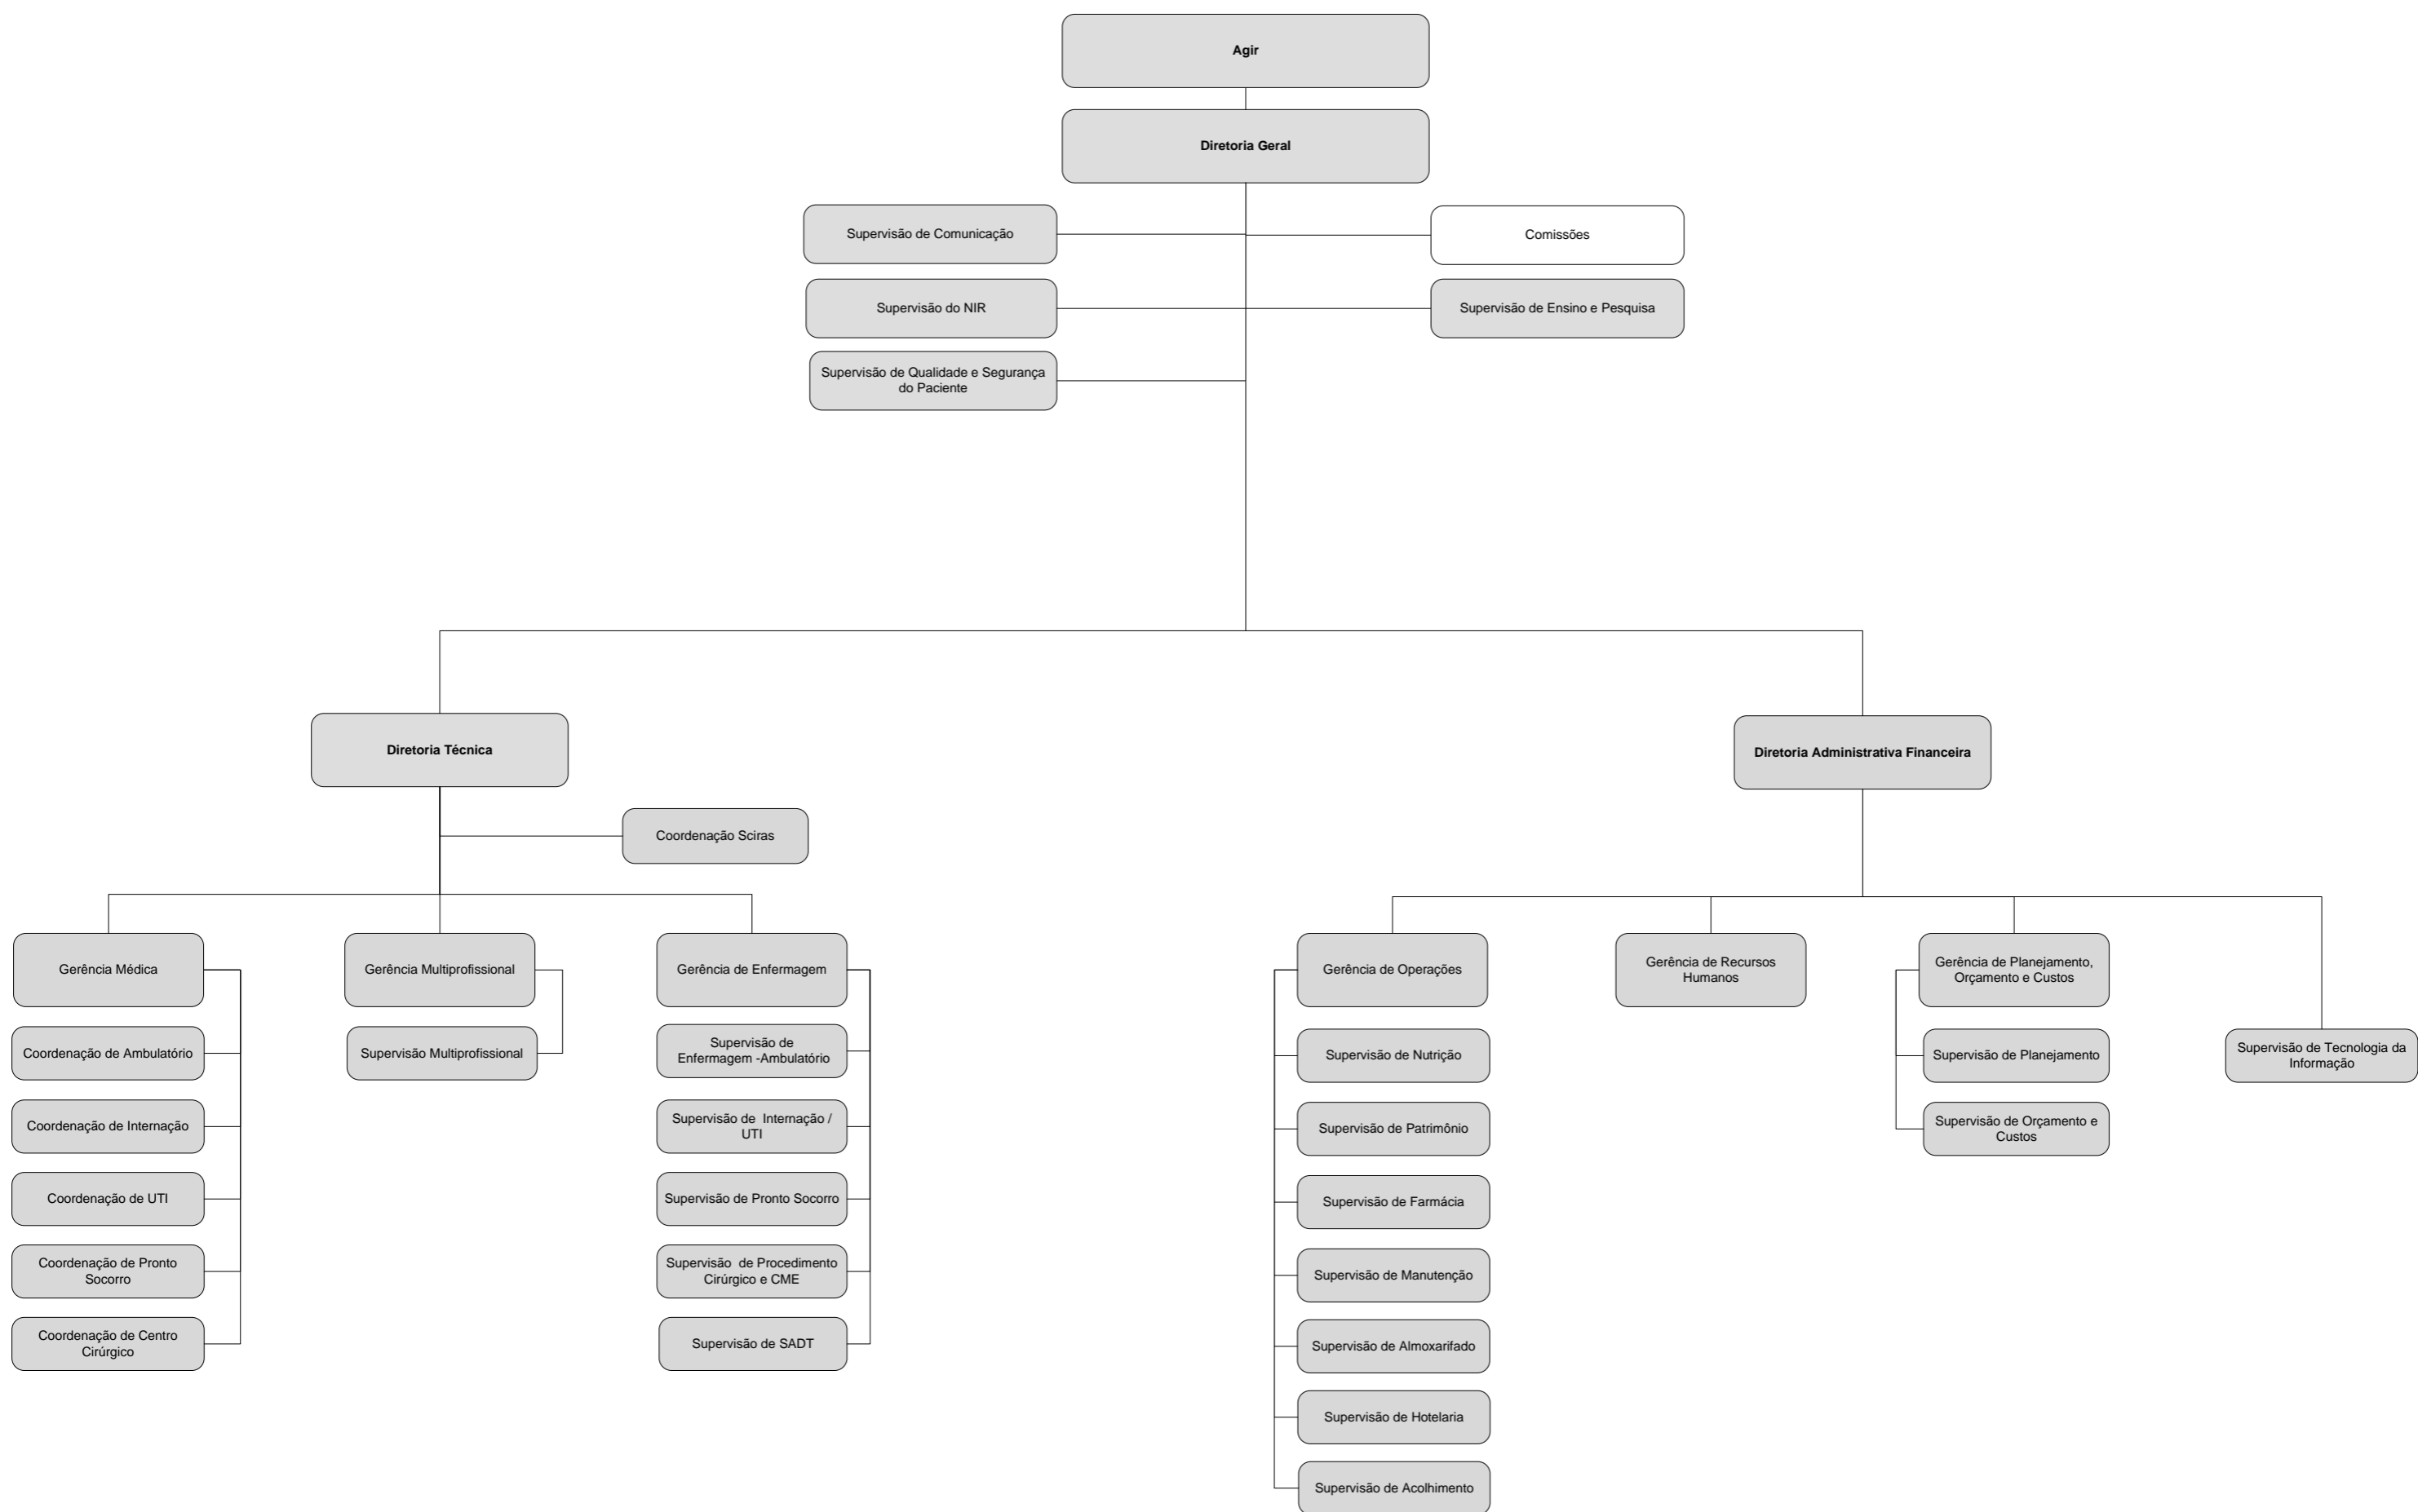 Agir
Diretoria Geral
Supervisão de Comunicação
Comissões
Supervisão do NIR
Supervisão de Ensino e Pesquisa
Supervisão de Qualidade e Segurança
do Paciente
Diretoria Técnica
Diretoria Administrativa Financeira
Coordenação Sciras
Gerência Médica
Coordenação de Ambulatório
Coordenação de Internação
Coordenação de UTI
Coordenação de Pronto
Socorro
Coordenação de Centro
Cirúrgico
Gerência Multiprofissional
Supervisão Multiprofissional
Gerência de Enfermagem
Supervisão de
Enfermagem -Ambulatório
Supervisão de  Internação /
UTI
Supervisão de Pronto Socorro
Supervisão  de Procedimento
Cirúrgico e CME
Supervisão de SADT
Gerência de Operações
Supervisão de Nutrição
Supervisão de Patrimônio
Supervisão de Farmácia
Supervisão de Manutenção
Supervisão de Almoxarifado
Supervisão de Hotelaria
Supervisão de Acolhimento
Gerência de Recursos
Humanos
Gerência de Planejamento,
Orçamento e Custos
Supervisão de Planejamento
Supervisão de Orçamento e
Custos
Supervisão de Tecnologia da
Informação